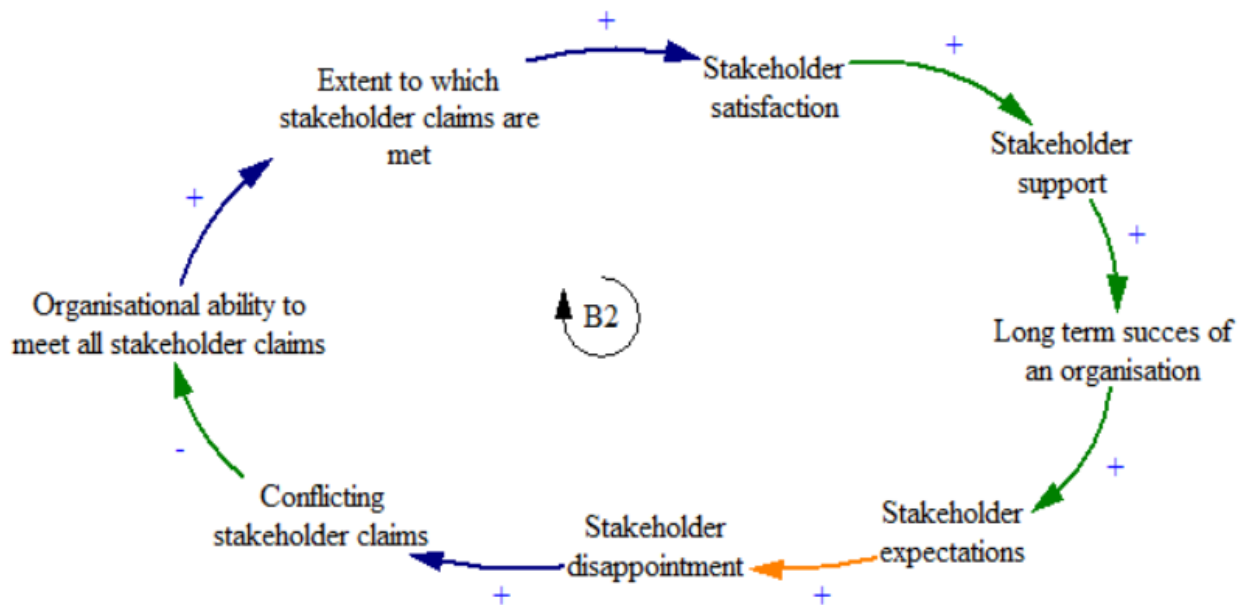 +
+
Extent to which
stakeholder claims are
met
Stakeholder
satisfaction
Stakeholder
support
+
+
Organisational ability to
meet all stakeholder claims
B2
Long term succes of
an organisation
-
+
Conflicting
stakeholder claims
Stakeholder
disappointment
Stakeholder
expectations
+
+